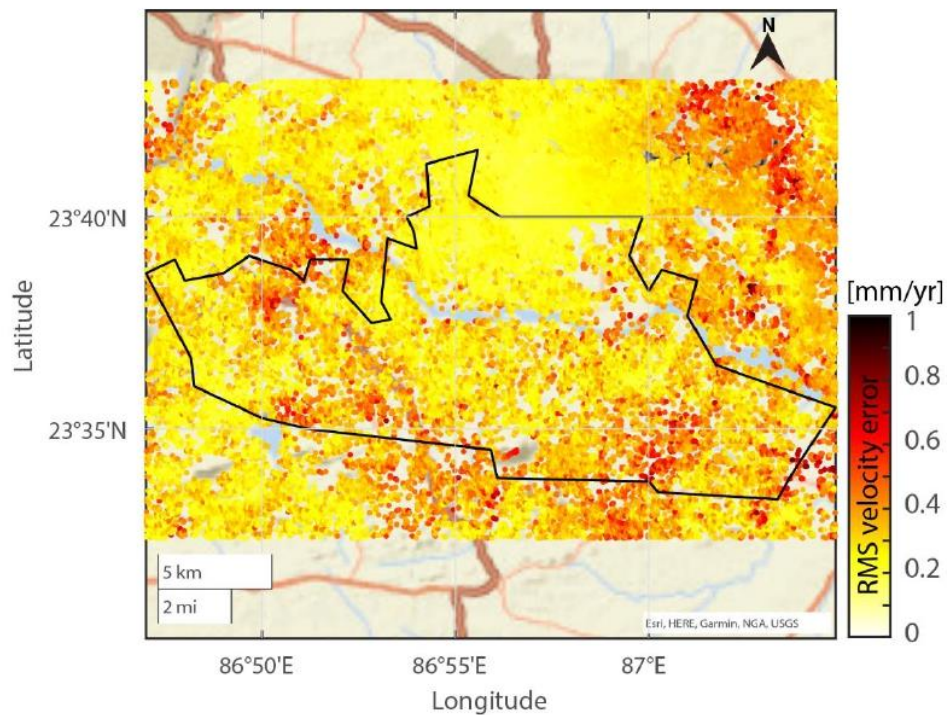 N
23°40'N
23°35'N
Latitude
[mm/yr]
1
0.8
0.6
0.4
0.2
0
RMS velocity error
5 km
2 mi
Esri, HERE, Garmin, NGA, USGS
86°50'E
86°55'E
87°E
Longitude